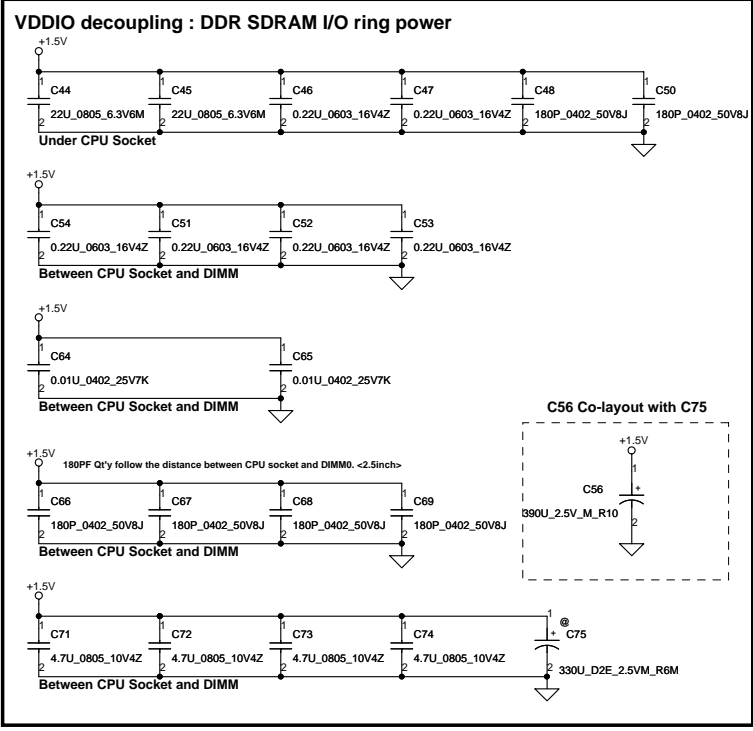 VDDIO decoupling : DDR SDRAM I/O ring power
+1.5V
1 1 1 1 1 1
C44 C45 C46 C47 C48 C50
22U_0805_6.3V6M 22U_0805_6.3V6M 0.22U_0603_16V4Z 0.22U_0603_16V4Z 180P_0402_50V8J 180P_0402_50V8J
2 2 2 2 2 2
Under CPU Socket
+1.5V
1 1 1 1
C54 C51 C52 C53
0.22U_0603_16V4Z 0.22U_0603_16V4Z 0.22U_0603_16V4Z 0.22U_0603_16V4Z
2 2 2 2
Between CPU Socket and DIMM
+1.5V
1 1
C64 C65
0.01U_0402_25V7K 0.01U_0402_25V7K
2 2
Between CPU Socket and DIMM
C56 Co-layout with C75
+1.5V
1
C56 +
390U_2.5V_M_R10
2
+1.5V
180PF Qt'y follow the distance between CPU socket and DIMM0. <2.5inch>
1 1 1 1
C66 C67 C68 C69
180P_0402_50V8J 180P_0402_50V8J 180P_0402_50V8J 180P_0402_50V8J
2 2 2 2
Between CPU Socket and DIMM
+1.5V
1 1 1 1 1
@
C71 C72 C73 C74 + C75
4.7U_0805_10V4Z 4.7U_0805_10V4Z 4.7U_0805_10V4Z 4.7U_0805_10V4Z
2 2 2 2 2
330U_D2E_2.5VM_R6M
Between CPU Socket and DIMM